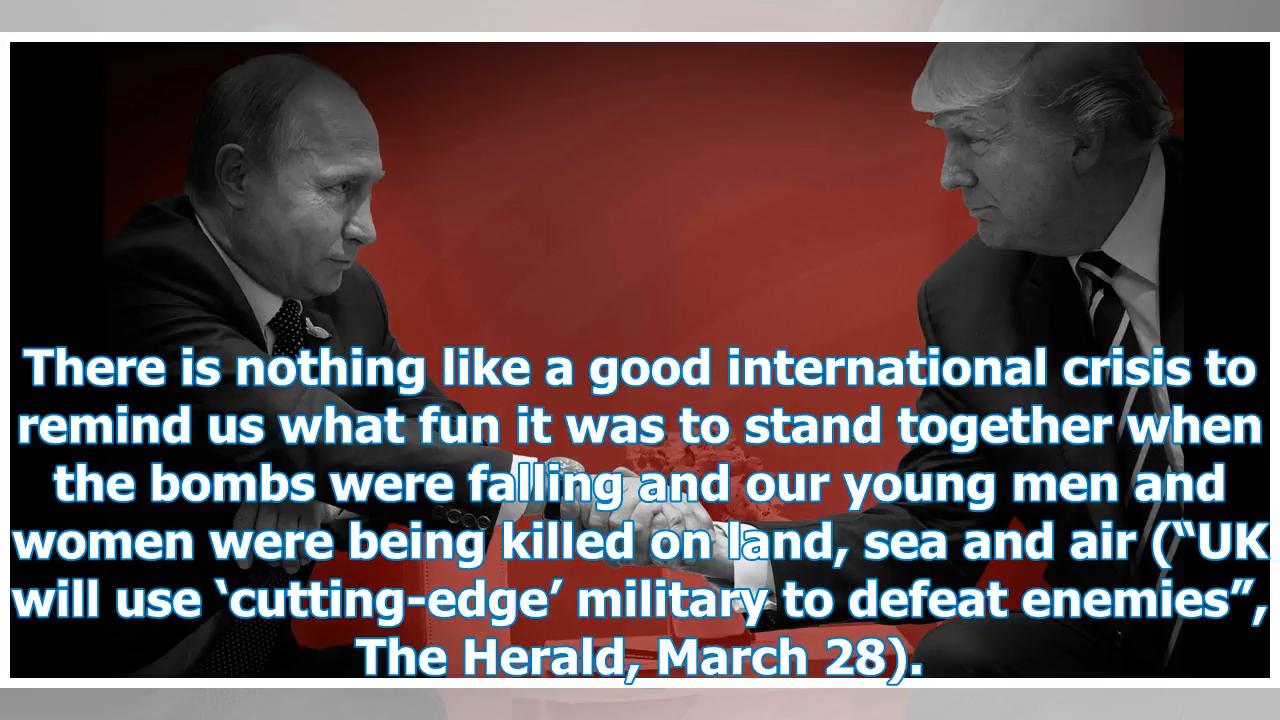 There is nothing like a good international crisis to
remind us what fun it was to stand together when
the bombs were falling and our young men and
women were being killed on land, sea and air (“UK
will use ‘cutting-edge’ military to defeat enemies”,
The Herald, March 28).